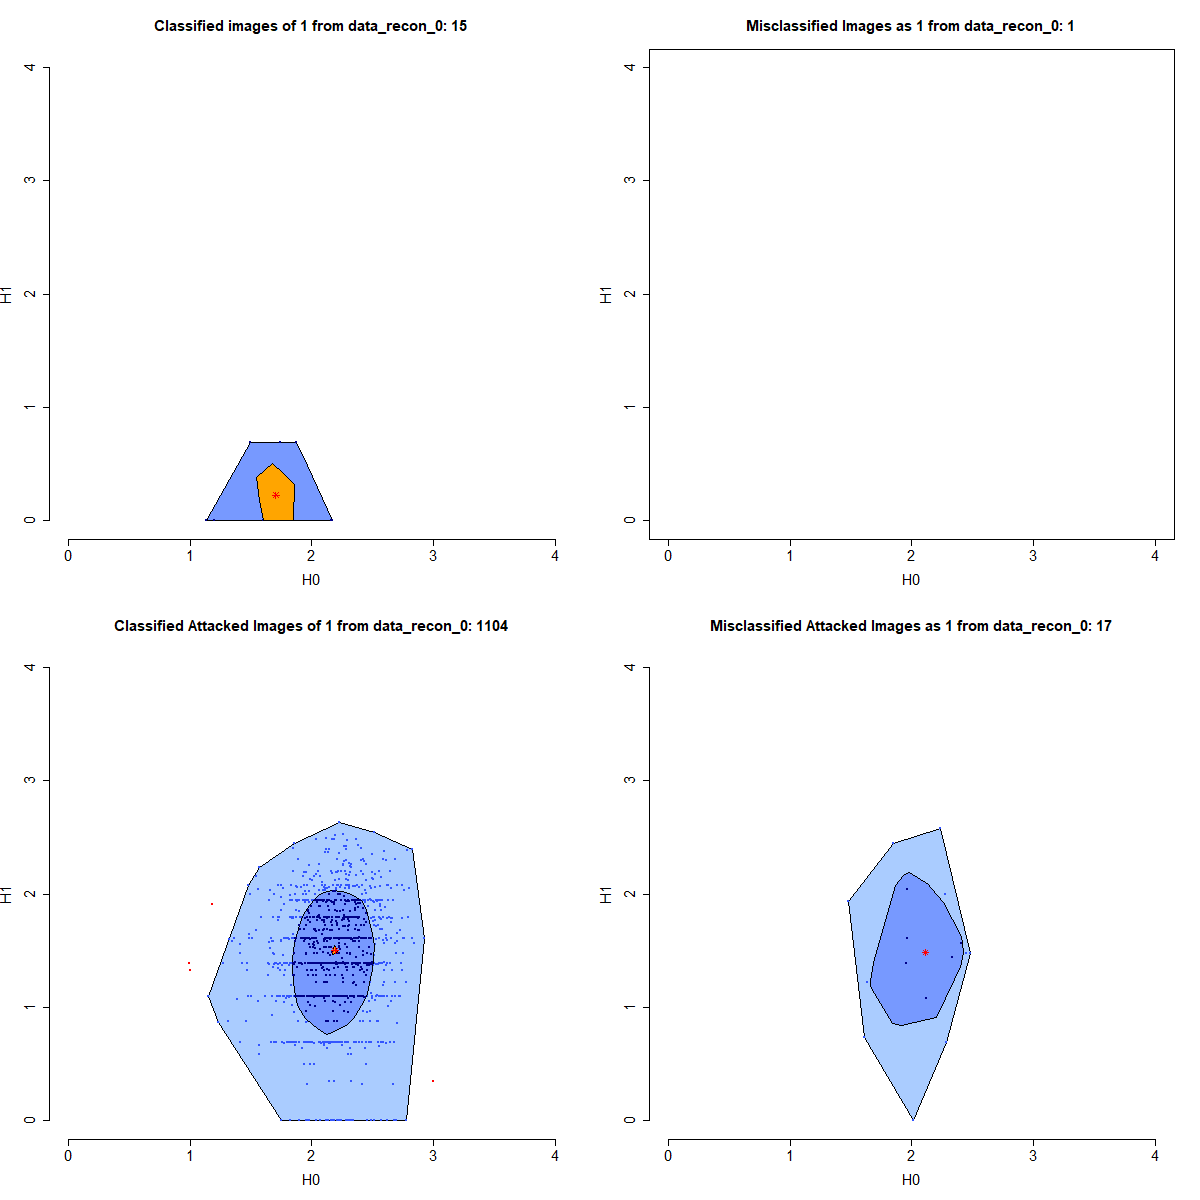 Classified images of 1 from data_recon_0: 15
4
3
2
1
0
H1
0 1 2 3 4
H0
Misclassified Images as 1 from data_recon_0: 1
4
3
2
1
0
H1
0 1 2 3 4
H0
Classified Attacked Images of 1 from data_recon_0: 1104
4
3
2
1
0
H1
0 1 2 3 4
H0
Misclassified Attacked Images as 1 from data_recon_0: 17
4
3
2
1
0
H1
0 1 2 3 4
H0